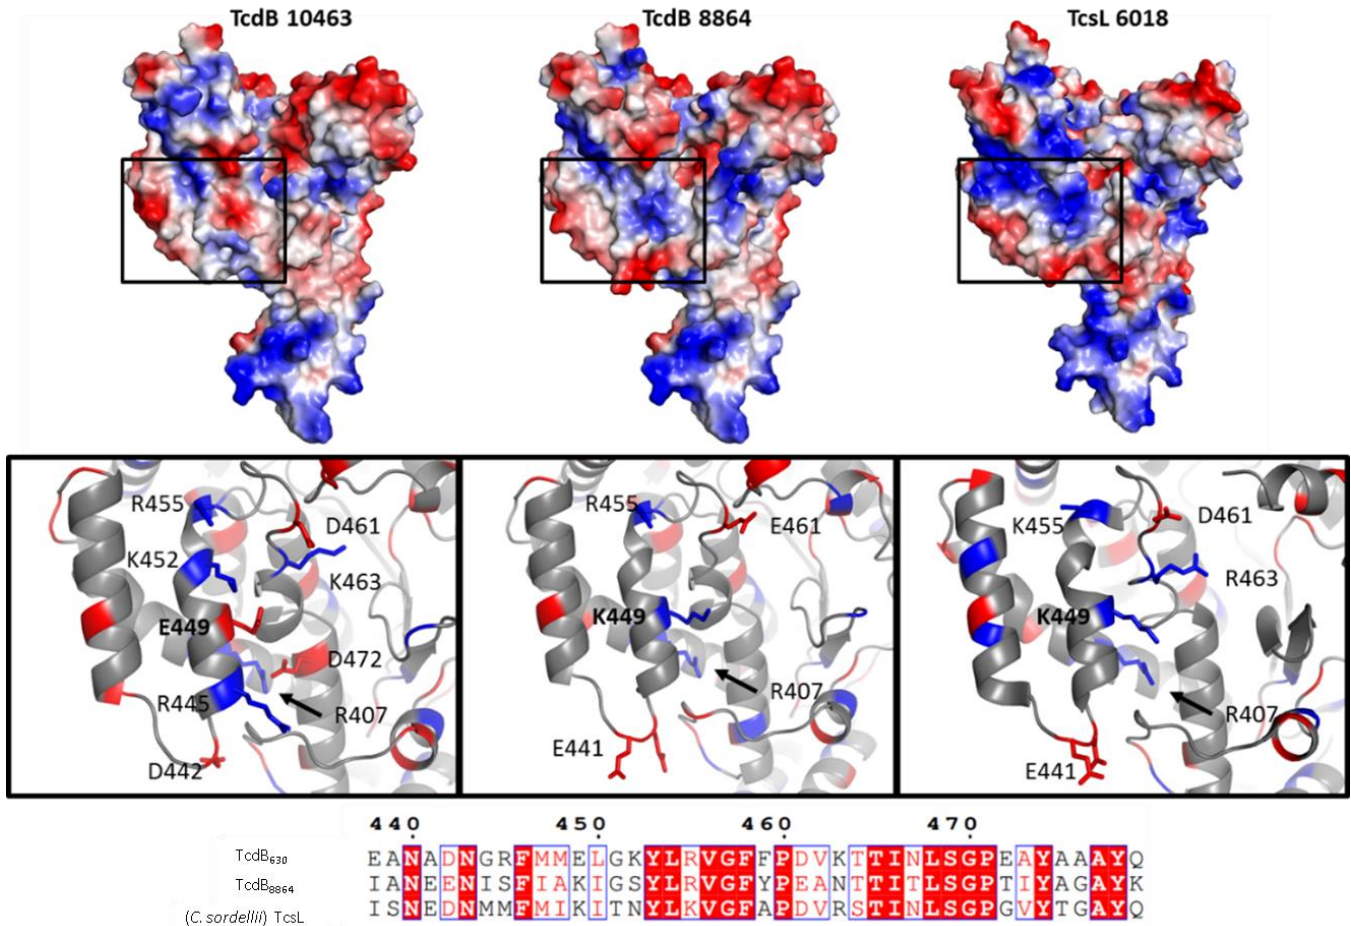 TcdB 10463 TcdB 8864 TcsL 6018
R455 D461 K452 K463 E449 D472 R445 R407 D442
R455 E461 K449 R407 E441
K455 D461 R463 K449 R407 E441
440 450 460 470
TcdB630 EANADNGRFMMELGKYLRVGFFPDVKTTINLSGPEAYAAAYQ
TcdB8864 IANEENISFIAKIGSYLRVGFYPEANTTITLSGPTIYAGAYK
(C. sordellii) TcsL ISNEDNMMFMIKITNYLKVGFAPDVRSTINLSGPGVYTGAYQ